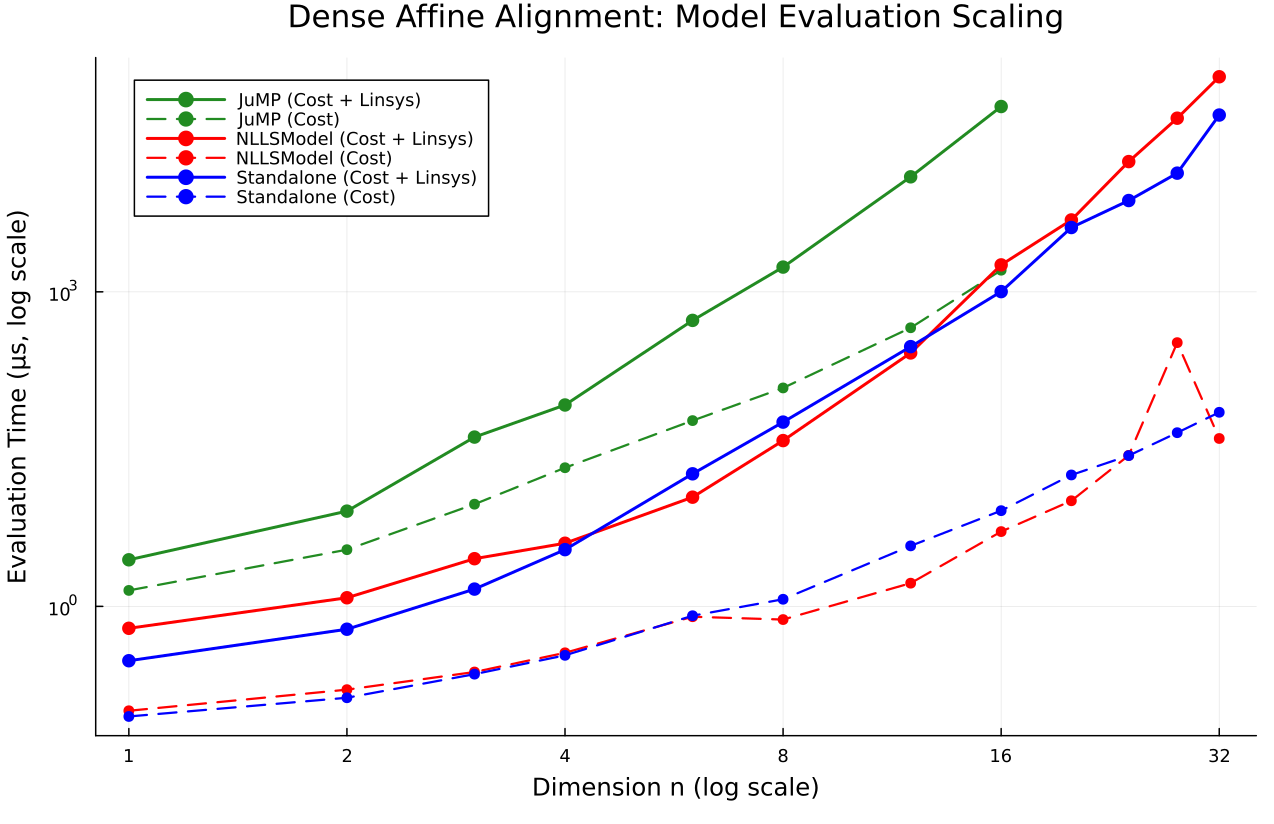 Dense Affine Alignment: Model Evaluation Scaling
JuMP (Cost + Linsys)
JuMP (Cost)
NLLSModel (Cost + Linsys)
NLLSModel (Cost)
Standalone (Cost + Linsys)
Standalone (Cost)
Evaluation Time (μs, log scale)
10³
10⁰
1 2 4 8 16 32
Dimension n (log scale)